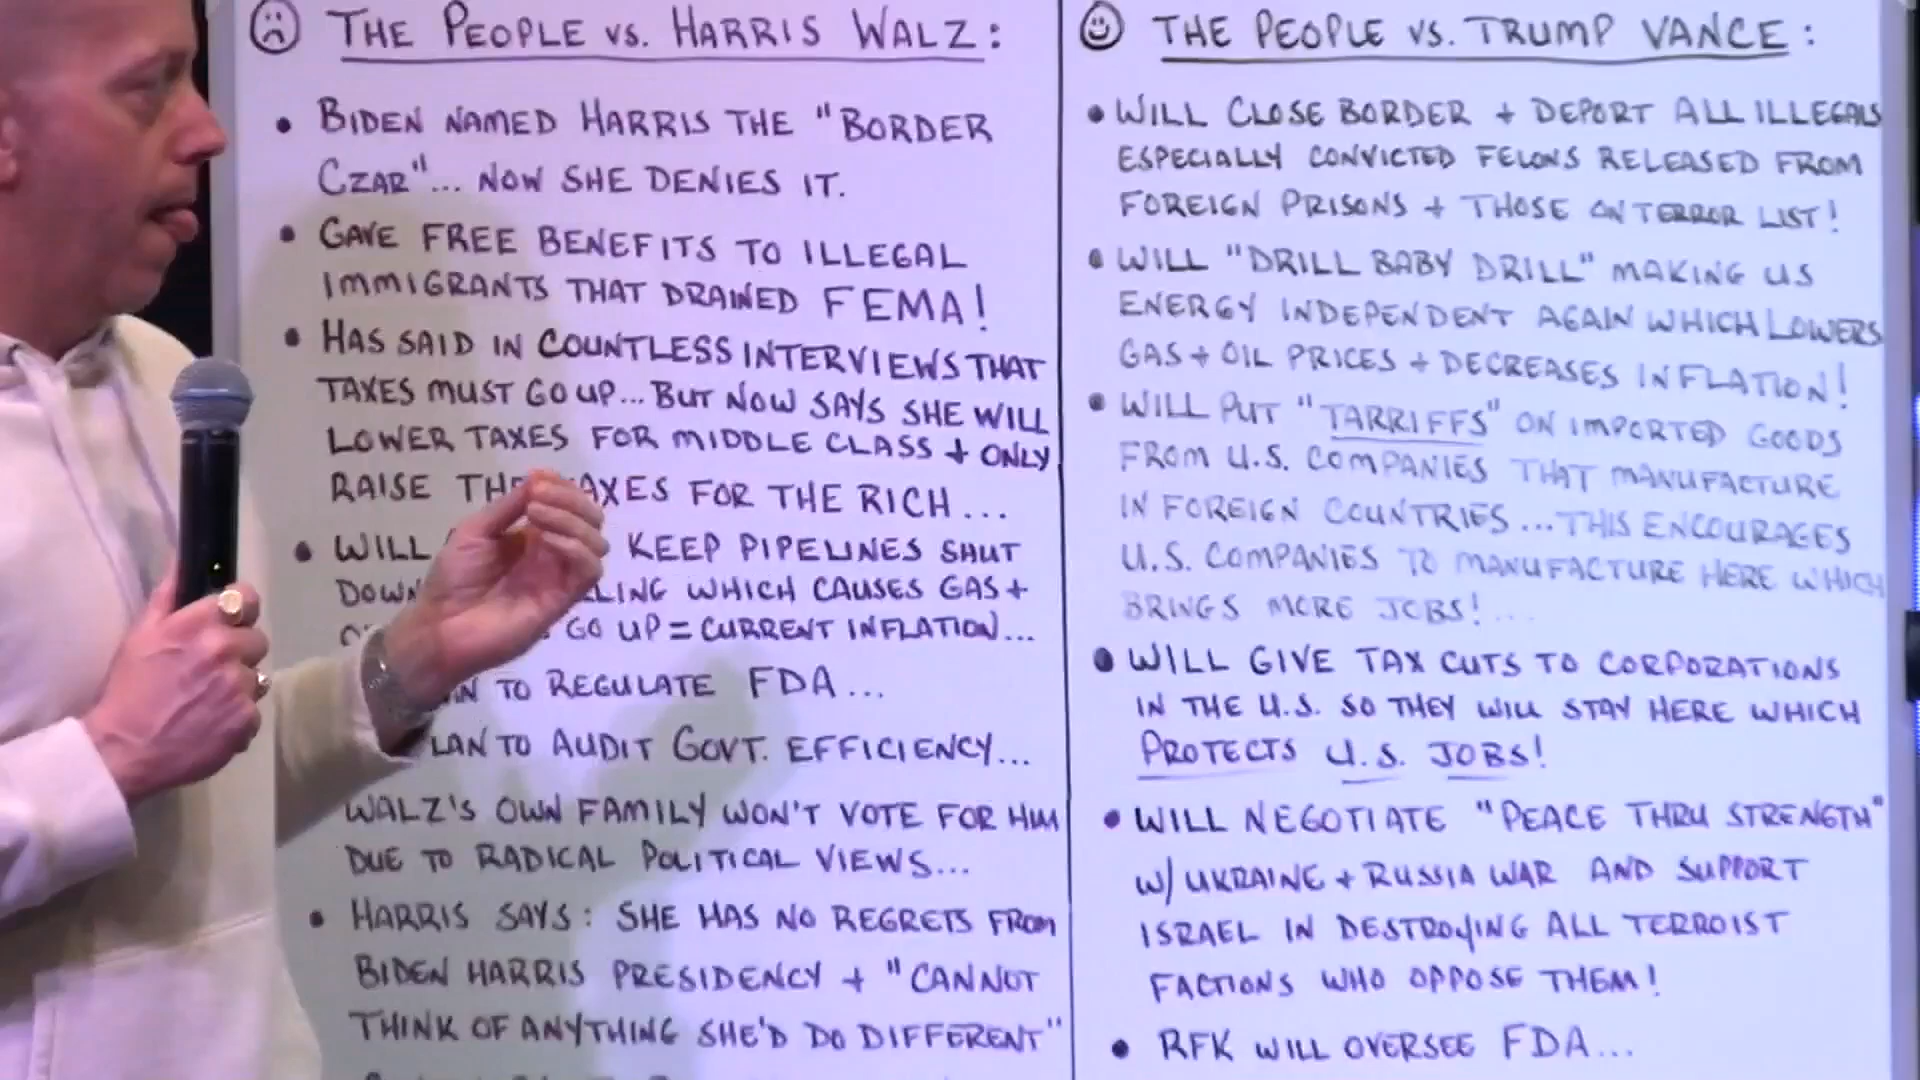 THE PEOPLE VS. HARRIS WALZ:
• BIDEN NAMED HARRIS THE "BORDER
CZAR"... NOW SHE DENIES IT.
• GAVE FREE BENEFITS TO ILLEGAL
IMMIGRANTS THAT DRAINED FEMA!
• HAS SAID IN COUNTLESS INTERVIEWS THAT
TAXES MUST GO UP... BUT NOW SAYS SHE WILL
LOWER TAXES FOR MIDDLE CLASS + ONLY
RAISE THE TAXES FOR THE RICH...
• WILL KEEP PIPELINES SHUT
DOWN WHICH CAUSES GAS +
GO UP = CURRENT INFLATION...
TO REGULATE FDA...
TO AUDIT GOVT. EFFICIENCY...
WALZ'S OWN FAMILY WON'T VOTE FOR HIM
DUE TO RADICAL POLITICAL VIEWS...
• HARRIS SAYS: SHE HAS NO REGRETS FROM
BIDEN HARRIS PRESIDENCY + "CANNOT
THINK OF ANYTHING SHE'D DO DIFFERENT"
THE PEOPLE VS. TRUMP VANCE:
• WILL CLOSE BORDER + DEPORT ALL ILLEGALS
ESPECIALLY CONVICTED FELONS RELEASED FROM
FOREIGN PRISONS + THOSE ON TERROR LIST!
• WILL "DRILL BABY DRILL" MAKING US
ENERGY INDEPENDENT AGAIN WHICH LOWERS
GAS + OIL PRICES + DECREASES INFLATION!
• WILL PUT "TARRIFFS" ON IMPORTED GOODS
FROM U.S. COMPANIES THAT MANUFACTURE
IN FOREIGN COUNTRIES... THIS ENCOURAGES
U.S. COMPANIES TO MANUFACTURE HERE WHICH
BRINGS MORE JOBS!...
• WILL GIVE TAX CUTS TO CORPORATIONS
IN THE U.S. SO THEY WILL STAY HERE WHICH
PROTECTS U.S. JOBS!
• WILL NEGOTIATE "PEACE THRU STRENGTH"
W/ UKRAINE + RUSSIA WAR AND SUPPORT
ISRAEL IN DESTROYING ALL TERROIST
FACTIONS WHO OPPOSE THEM!
• RFK WILL OVERSEE FDA...